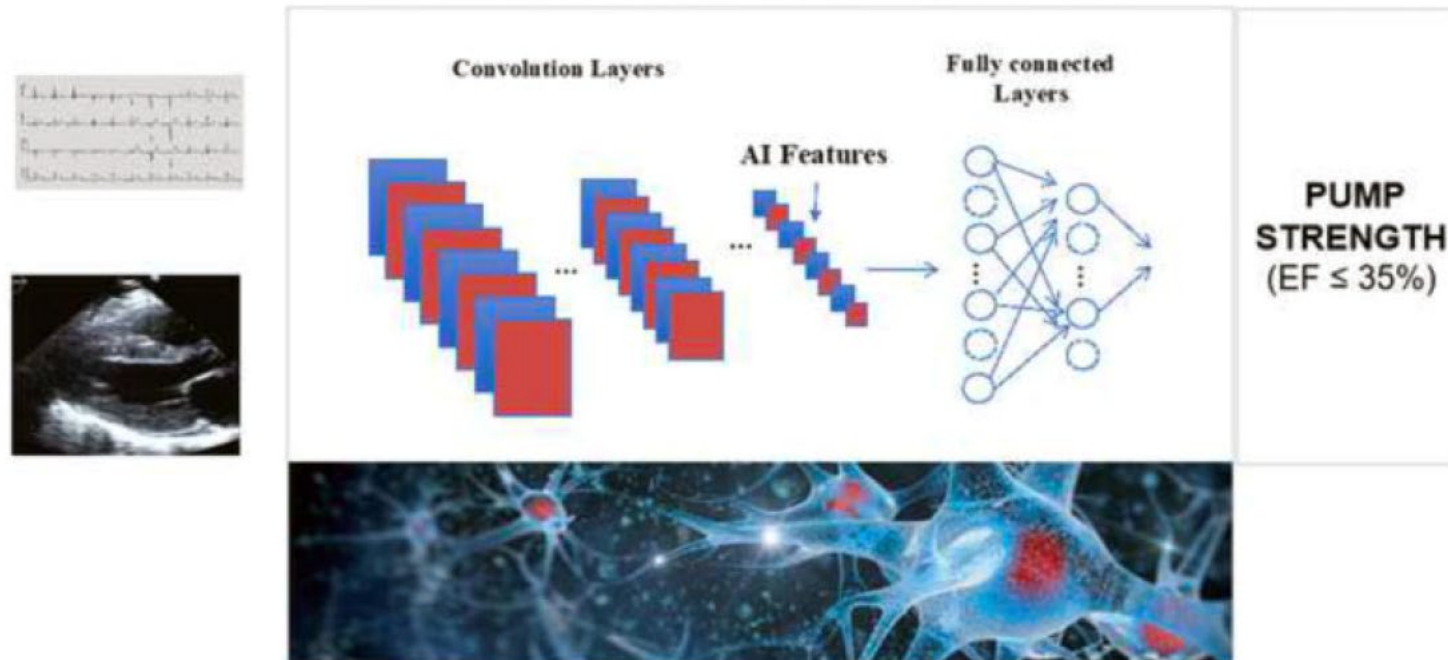 Convolution Layers
Fully connected
Layers
AI Features
...
...
PUMP
STRENGTH
(EF ≤ 35%)